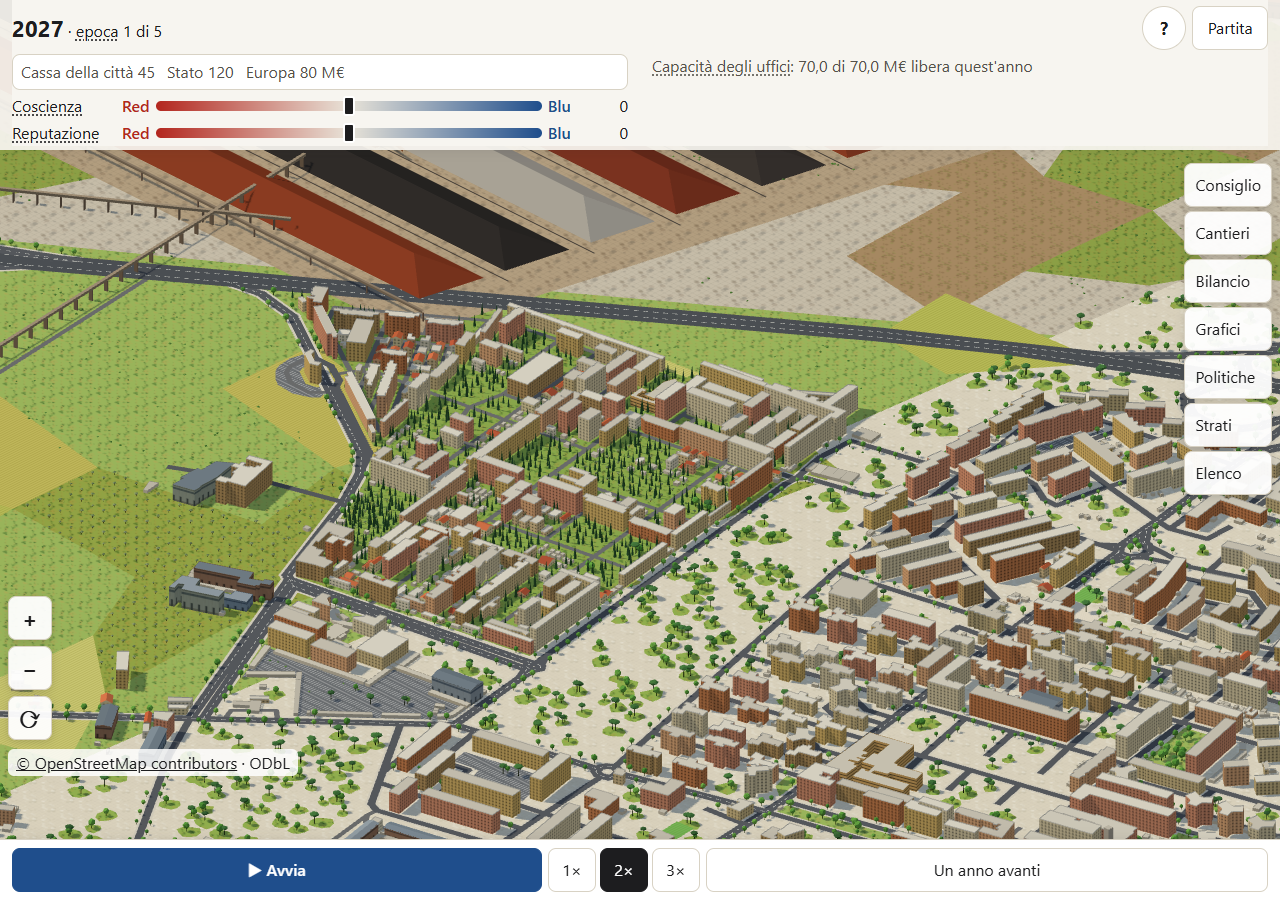 2027 · epoca 1 di 5
? Partita
Cassa della città 45 Stato 120 Europa 80 M€
Capacità degli uffici: 70,0 di 70,0 M€ libera quest'anno
Coscienza Red Blu 0
Reputazione Red Blu 0
Consiglio
Cantieri
Bilancio
Grafici
Politiche
Strati
Elenco
+
−
⟳
© OpenStreetMap contributors · ODbL
▶ Avvia 1× 2× 3× Un anno avanti